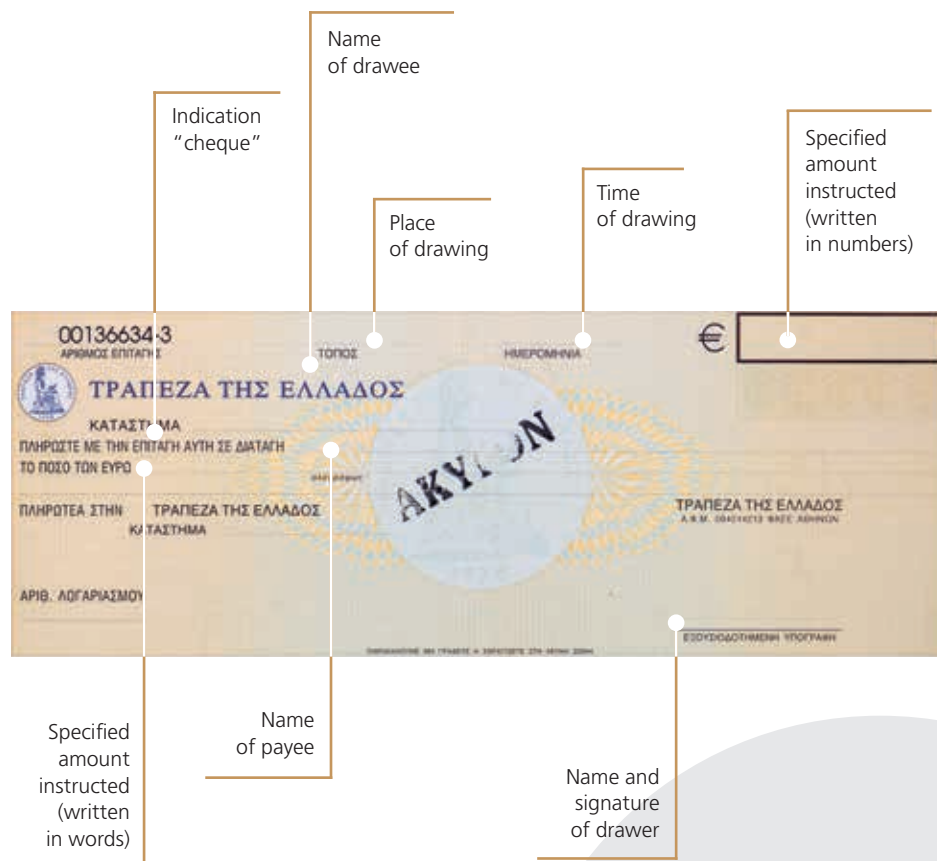 Name
of drawee
Indication
“cheque”
Specified
amount
instructed
(written
in numbers)
Time
of drawing
Place
of drawing
00136634-3
ΑΡΙΘΜΟΣ ΕΠΙΤΑΓΗΣ
ΤΟΠΟΣ
ΗΜΕΡΟΜΗΝΙΑ
€
ΤΡΑΠΕΖΑ ΤΗΣ ΕΛΛΑΔΟΣ
ΚΑΤΑΣΤΗΜΑ
ΠΛΗΡΩΣΤΕ ΜΕ ΤΗΝ ΕΠΙΤΑΓΗ ΑΥΤΗ ΣΕ ΔΙΑΤΑΓΗ
ΤΟ ΠΟΣΟ ΤΩΝ ΕΥΡΩ
ΑΚΥΡΟΝ
ΠΛΗΡΩΤΕΑ ΣΤΗΝ ΤΡΑΠΕΖΑ ΤΗΣ ΕΛΛΑΔΟΣ
ΚΑΤΑΣΤΗΜΑ
ΤΡΑΠΕΖΑ ΤΗΣ ΕΛΛΑΔΟΣ
Α.Φ.Μ.
ΑΡΙΘ. ΛΟΓΑΡΙΑΣΜΟΥ
ΕΞΟΥΣΙΟΔΟΤΗΜΕΝΗ ΥΠΟΓΡΑΦΗ
Specified
amount
instructed
(written
in words)
Name
of payee
Name and
signature
of drawer